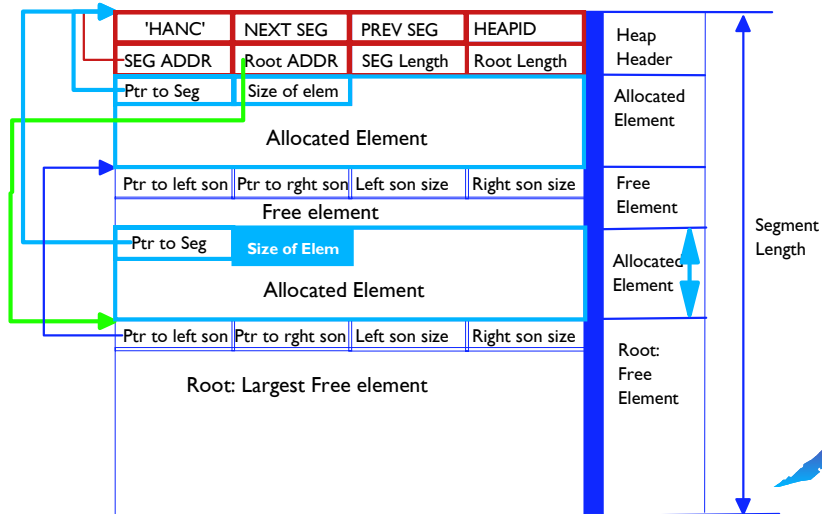 'HANC' NEXT SEG PREV SEG HEAPID
SEG ADDR Root ADDR SEG Length Root Length
Heap
Header
Ptr to Seg Size of elem
Allocated Element
Allocated
Element
Ptr to left son Ptr to rght son Left son size Right son size
Free element
Free
Element
Segment
Length
Ptr to Seg Size of Elem
Allocated Element
Allocated
Element
Ptr to left son Ptr to rght son Left son size Right son size
Root: Largest Free element
Root:
Free
Element